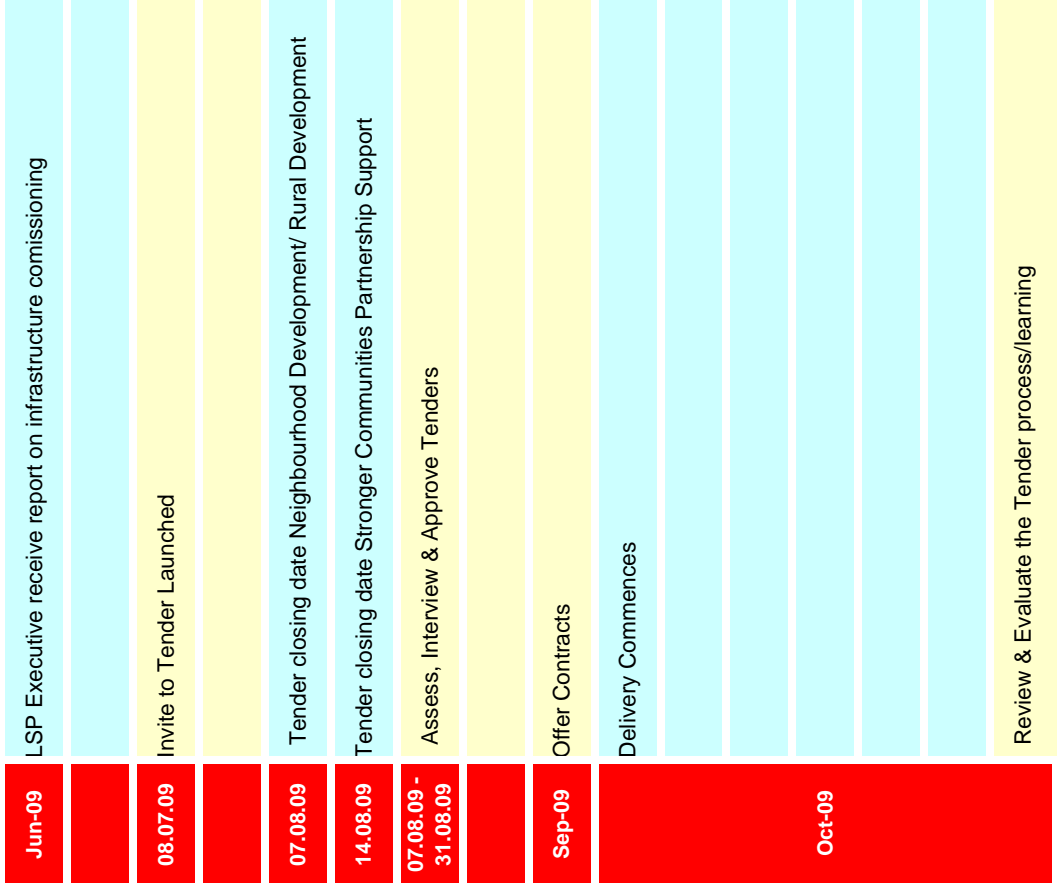 Jun-09
LSP Executive receive report on infrastructure comissioning
08.07.09
Invite to Tender Launched
07.08.09
Tender closing date Neighbourhood Development/ Rural Development
14.08.09
Tender closing date Stronger Communities Partnership Support
07.08.09 -
31.08.09
Assess, Interview & Approve Tenders
Sep-09
Offer Contracts
Oct-09
Delivery Commences
Review & Evaluate the Tender process/learning